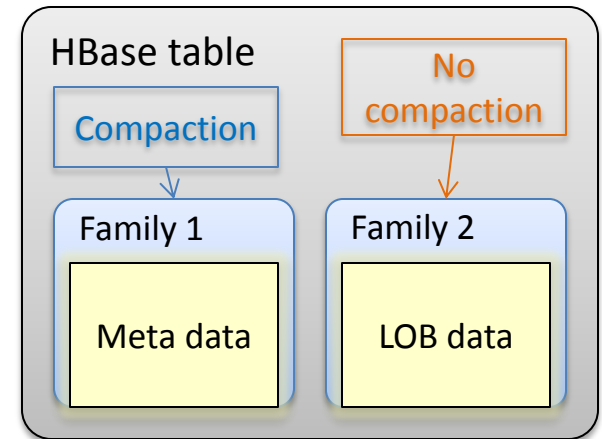 HBase table
Compaction
No
compaction
Family 1
Family 2
Meta data
LOB data